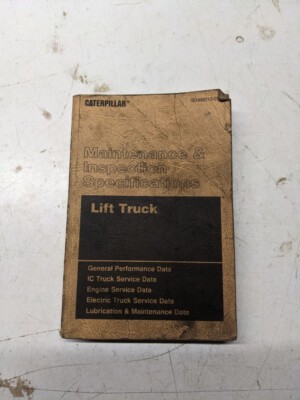 CATERPILLAR
Maintenance &
Inspection
Specifications
Lift Truck
General Performance Data
IC Truck Service Data
Engine Service Data
Electric Truck Service Data
Lubrication & Maintenance Data